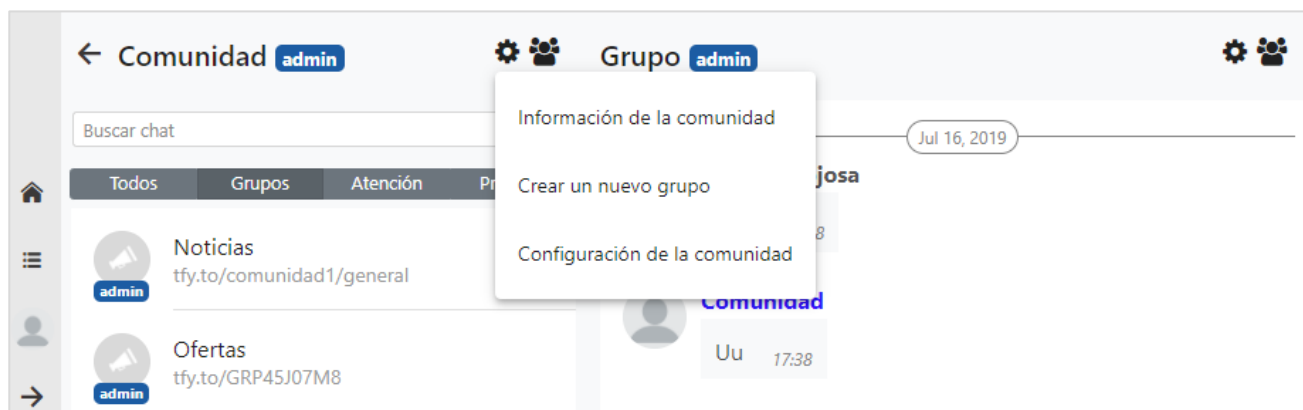 Comunidad admin
Grupo admin
Información de la comunidad
Crear un nuevo grupo
Configuración de la comunidad
Buscar chat
Todos Grupos Atención
Noticias
tfy.to/comunidad1/general
admin
Ofertas
tfy.to/GRP45J07M8
admin
Jul 16, 2019
Comunidad
Uu 17:38